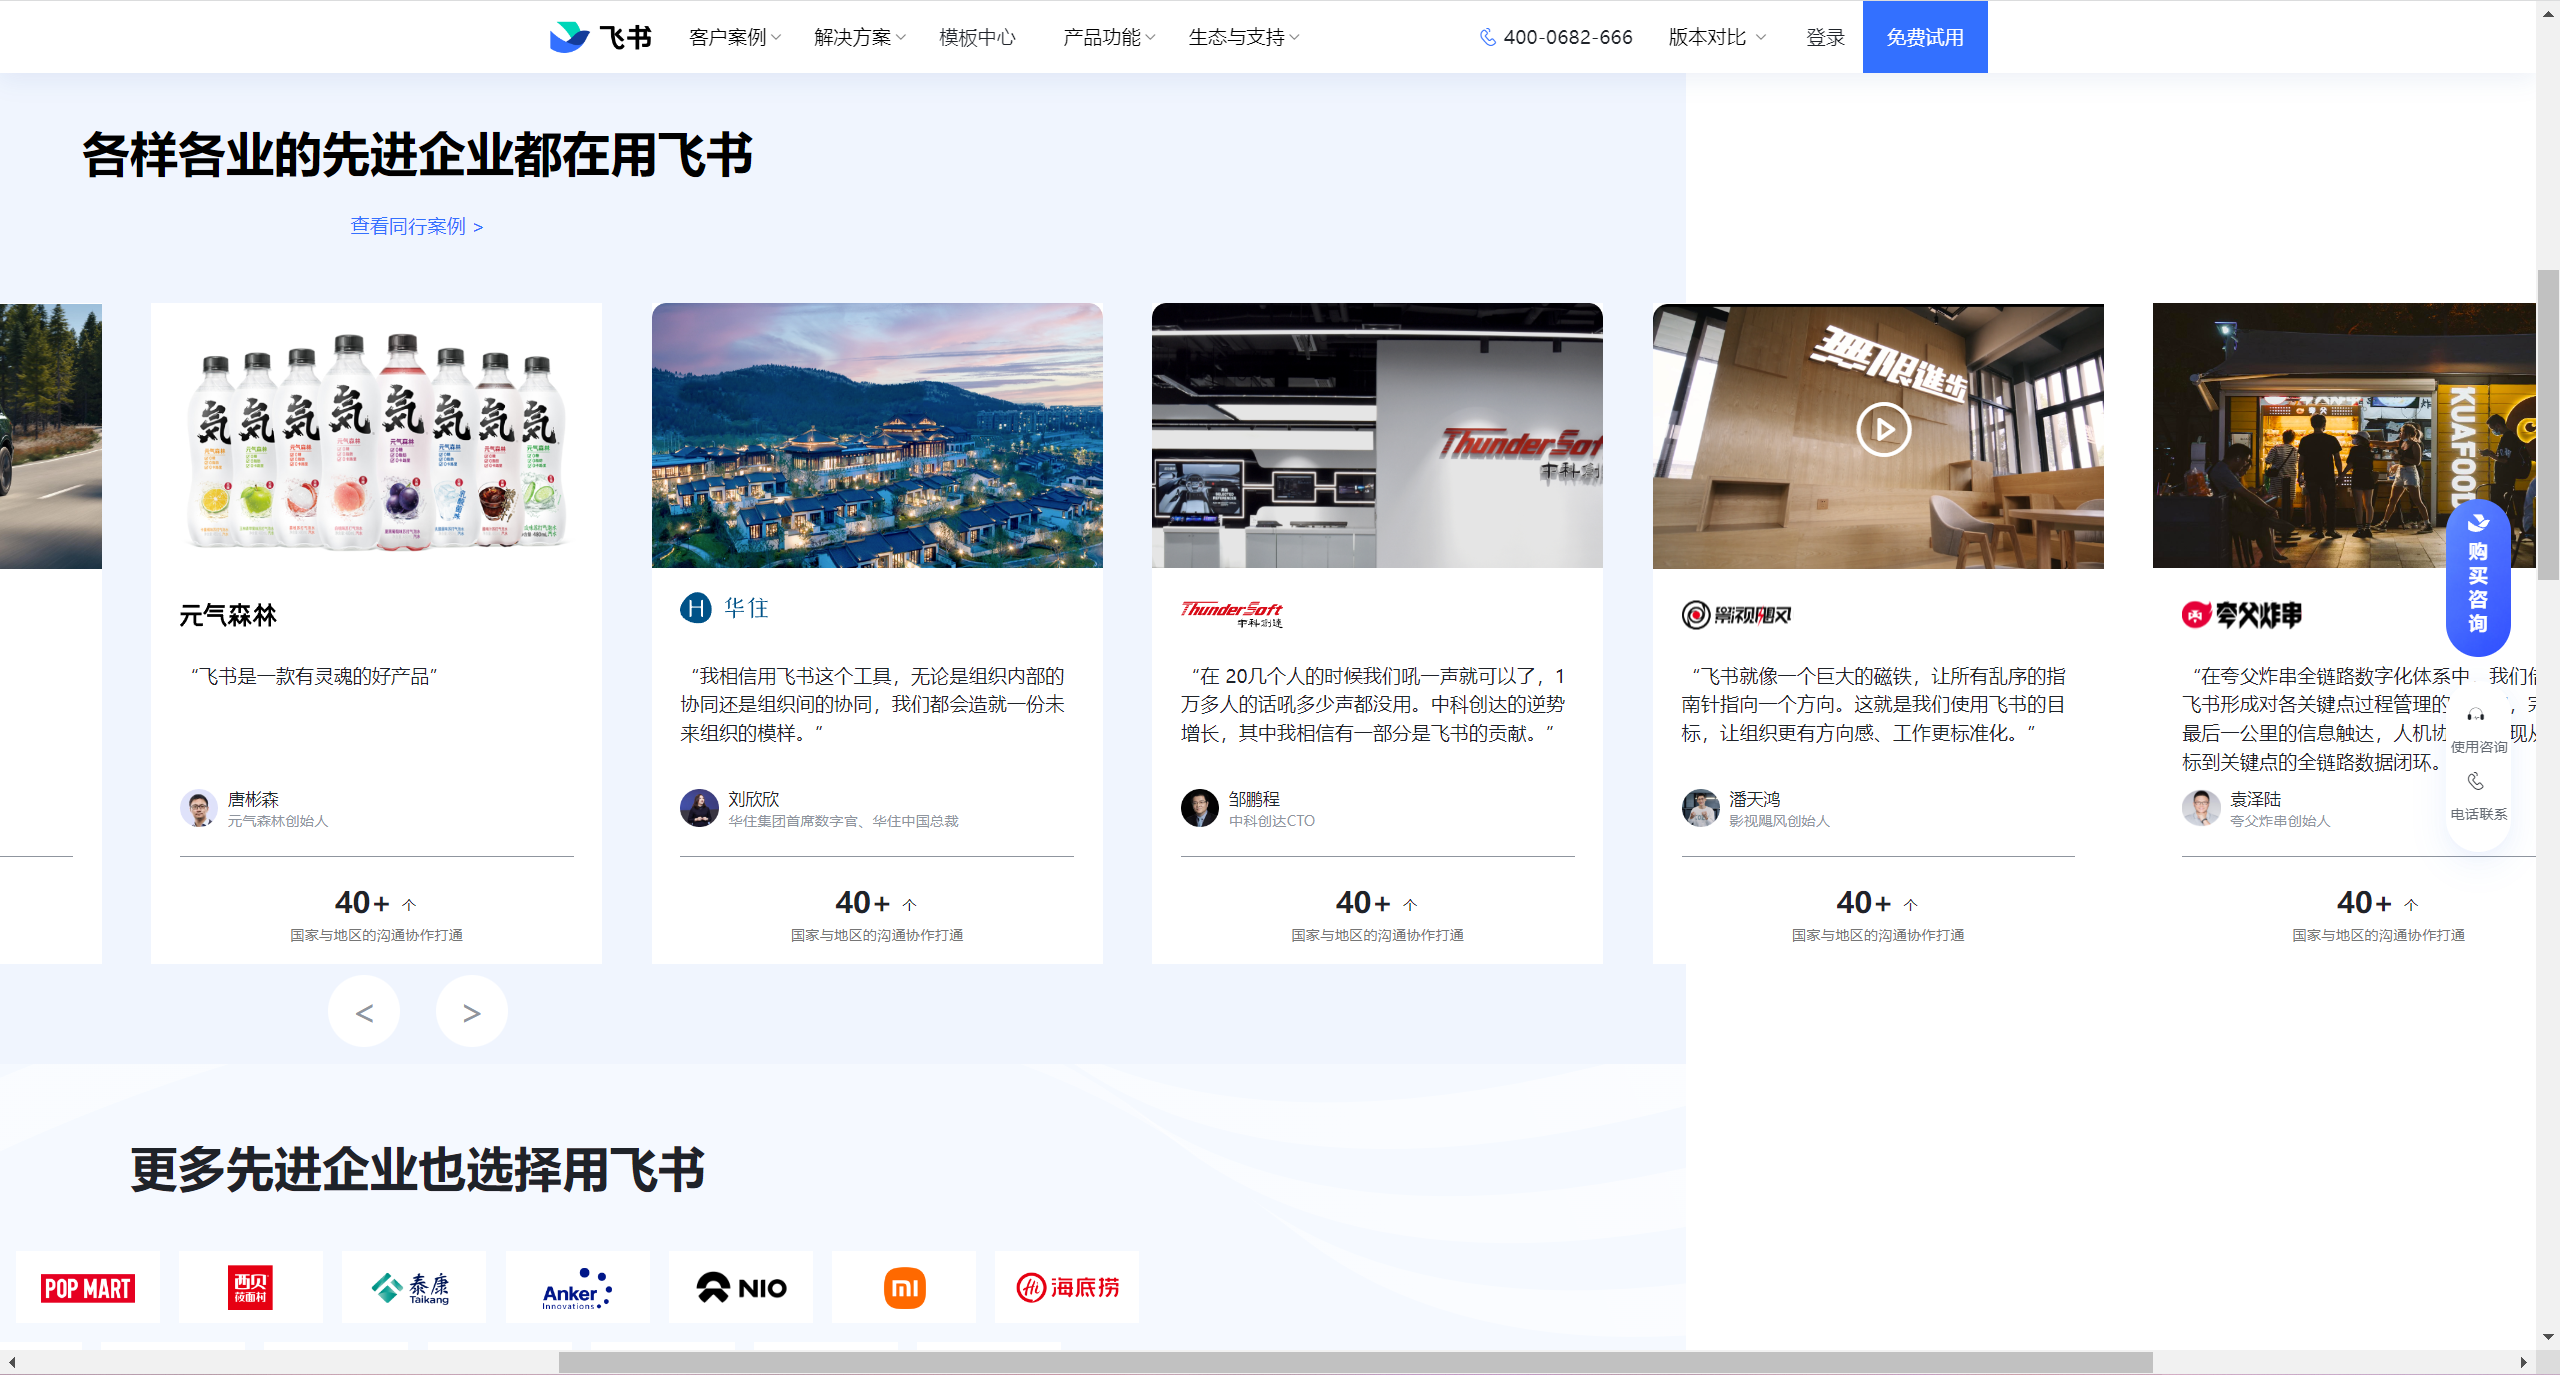 飞书
客户案例
解决方案
模板中心
产品功能
生态与支持
400-0682-666
版本对比
登录
免费试用
各样各业的先进企业都在用飞书
查看同行案例 >
元气森林
“飞书是一款有灵魂的好产品”
唐彬森
元气森林创始人
40+ 个
国家与地区的沟通协作打通
H 华住
“我相信用飞书这个工具，无论是组织内部的
协同还是组织间的协同，我们都会造就一份未
来组织的模样。”
刘欣欣
华住集团首席数字官、华住中国总裁
40+ 个
国家与地区的沟通协作打通
ThunderSoft
中科创
ThunderSoft
中科创达
“在 20几个人的时候我们吼一声就可以了，1
万多人的话吼多少声都没用。中科创达的逆势
增长，其中我相信有一部分是飞书的贡献。”
邹鹏程
中科创达CTO
40+ 个
国家与地区的沟通协作打通
無限進步
影视飓风
“飞书就像一个巨大的磁铁，让所有乱序的指
南针指向一个方向。这就是我们使用飞书的目
标，让组织更有方向感、工作更标准化。”
潘天鸿
影视飓风创始人
40+ 个
国家与地区的沟通协作打通
KUAFOOD
夸父炸串
“在夸父炸串全链路数字化体系中 我们
飞书形成对各关键点过程管理的 ，
最后一公里的信息触达，人机协 现
标到关键点的全链路数据闭环。
袁泽陆
夸父炸串创始人
40+ 个
国家与地区的沟通协作打通
购
买
咨
询
使用咨询
电话联系
<
>
更多先进企业也选择用飞书
POP MART
西贝
莜面村
泰康
Taikang
Anker
Innovations
NIO
mi
Hi 海底捞